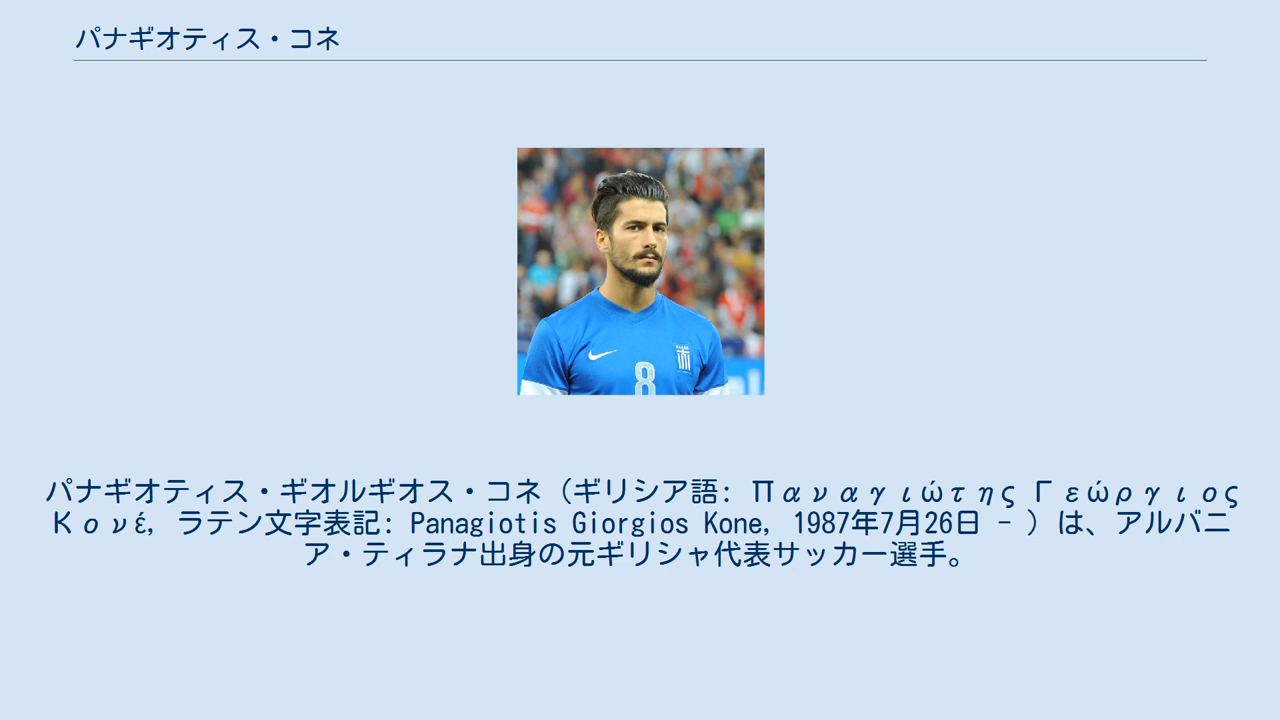 パナギオティス・コネ
8
パナギオティス・ギオルギオス・コネ（ギリシア語: Παναγιώτης Γεώργιος
Κονέ, ラテン文字表記: Panagiotis Giorgios Kone, 1987年7月26日 - ）は、アルバニ
ア・ティラナ出身の元ギリシャ代表サッカー選手。